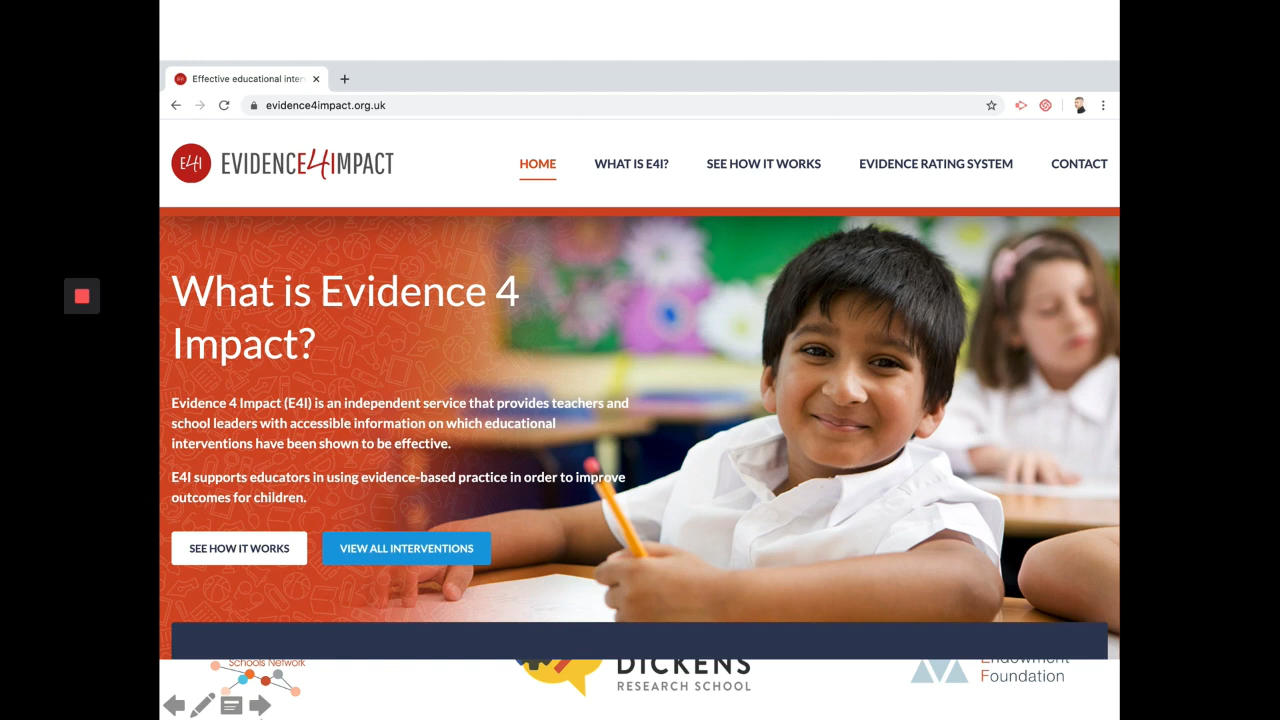 Effective educational inter
evidence4impact.org.uk
E4I EVIDENCE4IMPACT
HOME
WHAT IS E4I?
SEE HOW IT WORKS
EVIDENCE RATING SYSTEM
CONTACT
What is Evidence 4
Impact?
Evidence 4 Impact (E4I) is an independent service that provides teachers and
school leaders with accessible information on which educational
interventions have been shown to be effective.
E4I supports educators in using evidence-based practice in order to improve
outcomes for children.
SEE HOW IT WORKS
VIEW ALL INTERVENTIONS
Schools Network
DICKENS
RESEARCH SCHOOL
Endowment
Foundation